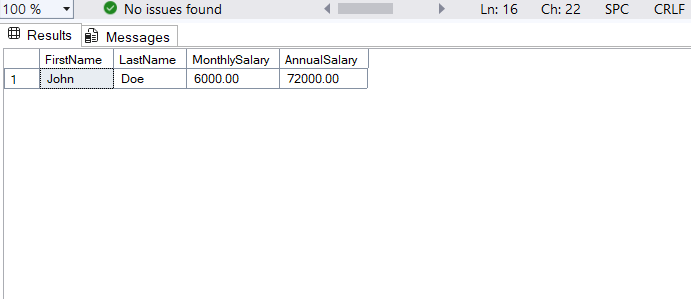 100 % No issues found Ln: 16 Ch: 22 SPC CRLF
Results Messages
FirstName LastName MonthlySalary AnnualSalary
1 John Doe 6000.00 72000.00